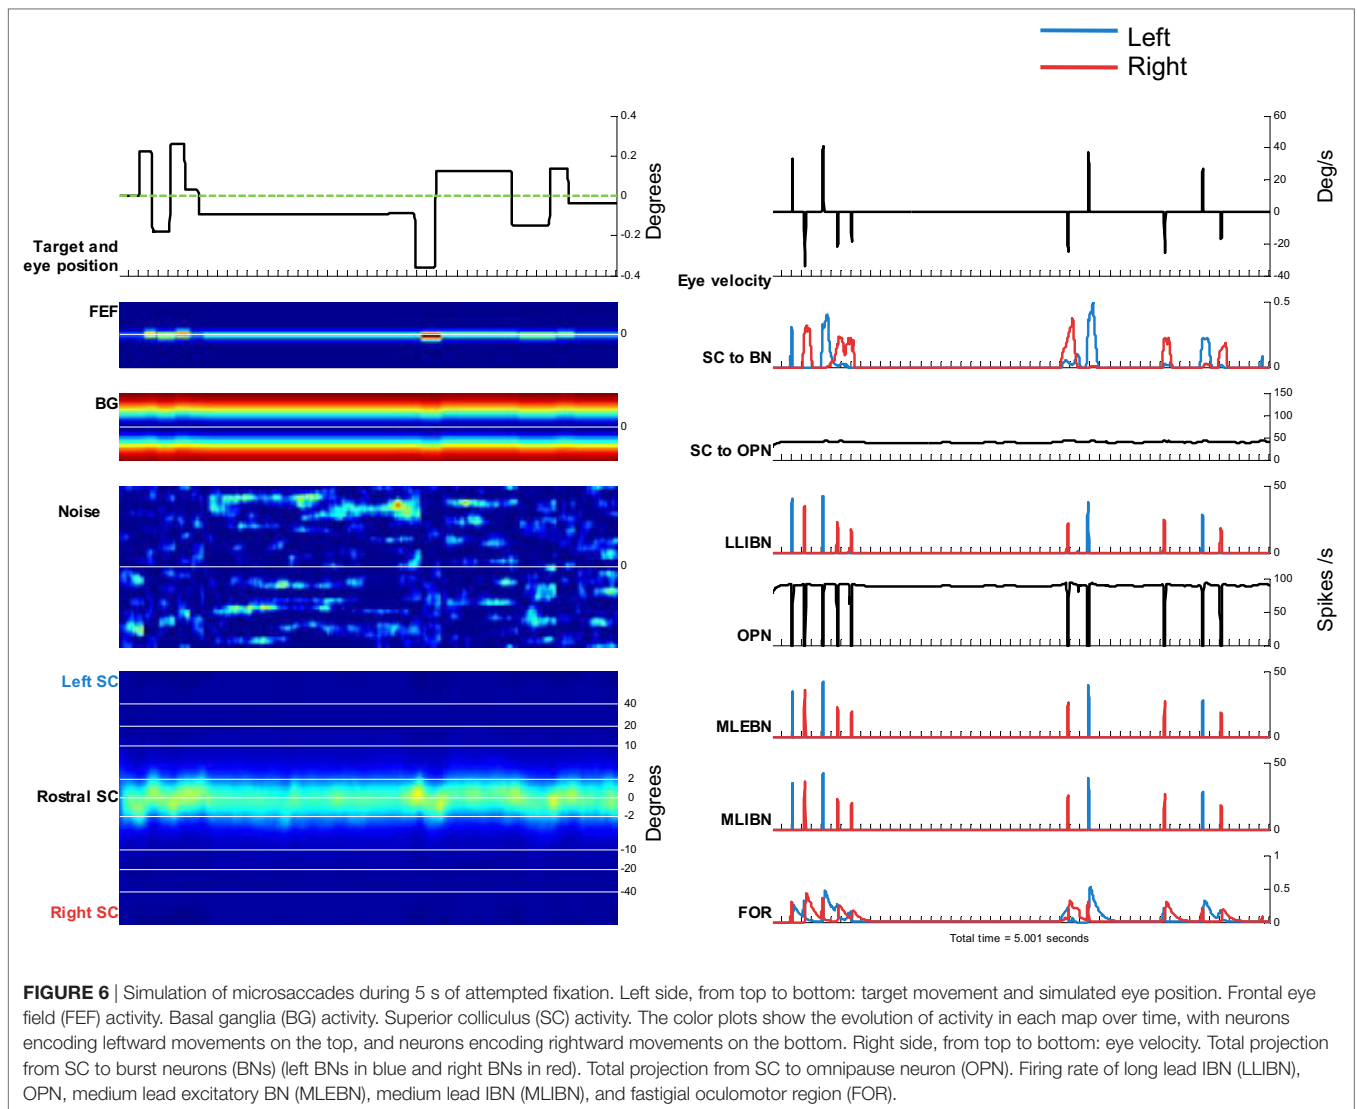 Left
Right
0.4
0.2
0
-0.2
-0.4
Degrees
Target and
eye position
FEF
0
BG
0
Noise
0
Left SC
40
20
10
2
Rostral SC
0
-2
-10
-20
-40
Right SC
Degrees
60
40
20
0
-20
-40
Deg/s
Eye velocity
0.5
SC to BN
0
150
100
50
SC to OPN
0
50
LLIBN
0
100
50
OPN
0
Spikes /s
50
MLEBN
0
50
MLIBN
0
1
0.5
FOR
0
Total time = 5.001 seconds
FIGURE 6 | Simulation of microsaccades during 5 s of attempted fixation. Left side, from top to bottom: target movement and simulated eye position. Frontal eye
field (FEF) activity. Basal ganglia (BG) activity. Superior colliculus (SC) activity. The color plots show the evolution of activity in each map over time, with neurons
encoding leftward movements on the top, and neurons encoding rightward movements on the bottom. Right side, from top to bottom: eye velocity. Total projection
from SC to burst neurons (BNs) (left BNs in blue and right BNs in red). Total projection from SC to omnipause neuron (OPN). Firing rate of long lead IBN (LLIBN),
OPN, medium lead excitatory BN (MLEBN), medium lead IBN (MLIBN), and fastigial oculomotor region (FOR).